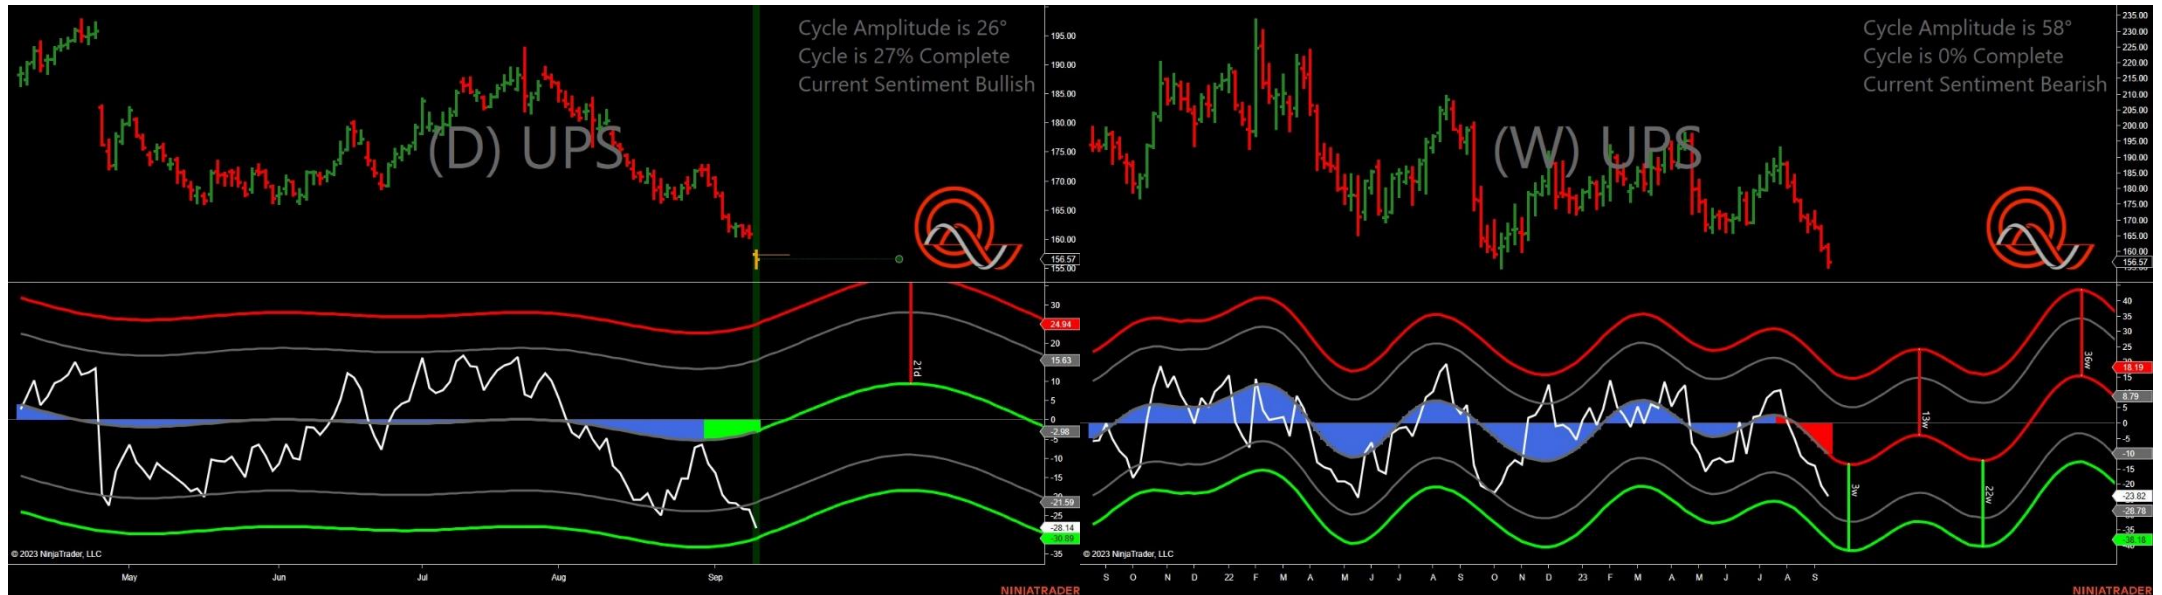 Cycle Amplitude is 26°
Cycle is 27% Complete
Current Sentiment Bullish
(D) UPS
195.00
190.00
185.00
180.00
175.00
170.00
165.00
160.00
156.57
155.00
30
24.94
20
15.63
10
5
0
-2.98
-5
-10
-15
-21.59
-25
-28.14
-30.89
-35
21d
© 2023 NinjaTrader, LLC
May
Jun
Jul
Aug
Sep
NINJATRADER
Cycle Amplitude is 58°
Cycle is 0% Complete
Current Sentiment Bearish
(W) UPS
235.00
230.00
225.00
220.00
215.00
210.00
205.00
200.00
195.00
190.00
185.00
180.00
175.00
170.00
165.00
160.00
156.57
40
35
30
25
18.19
15
8.79
5
0
-5
-10
-15
-23.82
-28.78
-35
-38.18
13w
36w
3w
22w
© 2023 NinjaTrader, LLC
S O N D 22 F M A M J J A S O N D 23 F M A M J J A S
NINJATRADER